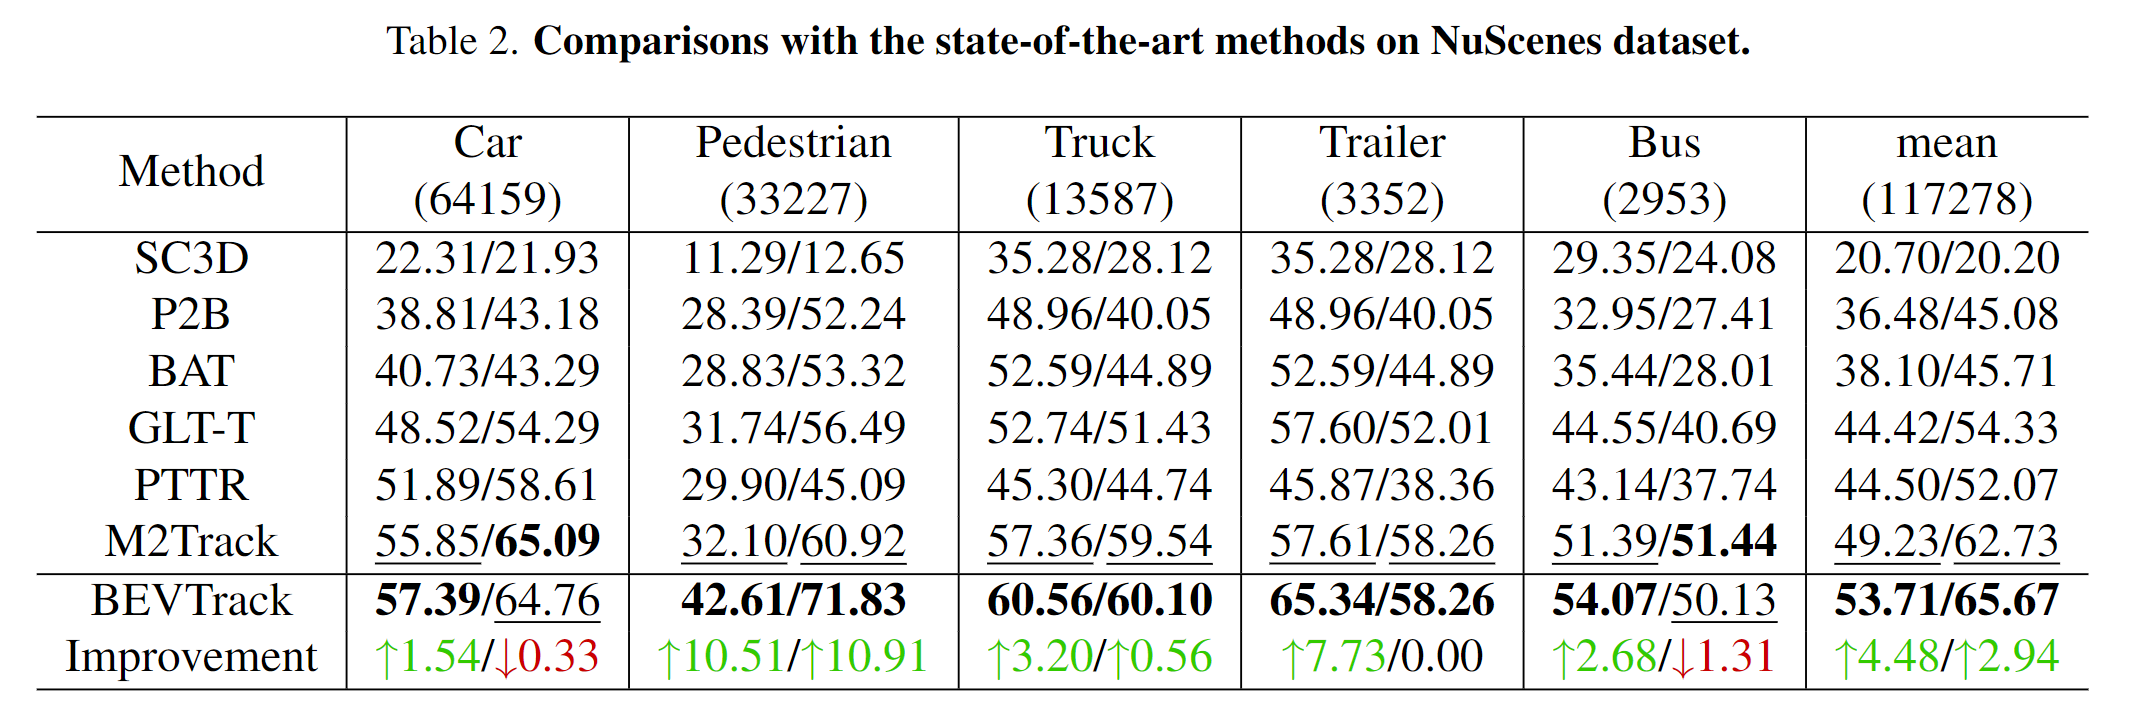 Table 2. Comparisons with the state-of-the-art methods on NuScenes dataset.
Method Car Pedestrian Truck Trailer Bus mean
(64159) (33227) (13587) (3352) (2953) (117278)
SC3D 22.31/21.93 11.29/12.65 35.28/28.12 35.28/28.12 29.35/24.08 20.70/20.20
P2B 38.81/43.18 28.39/52.24 48.96/40.05 48.96/40.05 32.95/27.41 36.48/45.08
BAT 40.73/43.29 28.83/53.32 52.59/44.89 52.59/44.89 35.44/28.01 38.10/45.71
GLT-T 48.52/54.29 31.74/56.49 52.74/51.43 57.60/52.01 44.55/40.69 44.42/54.33
PTTR 51.89/58.61 29.90/45.09 45.30/44.74 45.87/38.36 43.14/37.74 44.50/52.07
M2Track 55.85/65.09 32.10/60.92 57.36/59.54 57.61/58.26 51.39/51.44 49.23/62.73
BEVTrack 57.39/64.76 42.61/71.83 60.56/60.10 65.34/58.26 54.07/50.13 53.71/65.67
Improvement ↑1.54/↓0.33 ↑10.51/↑10.91 ↑3.20/↑0.56 ↑7.73/0.00 ↑2.68/↓1.31 ↑4.48/↑2.94